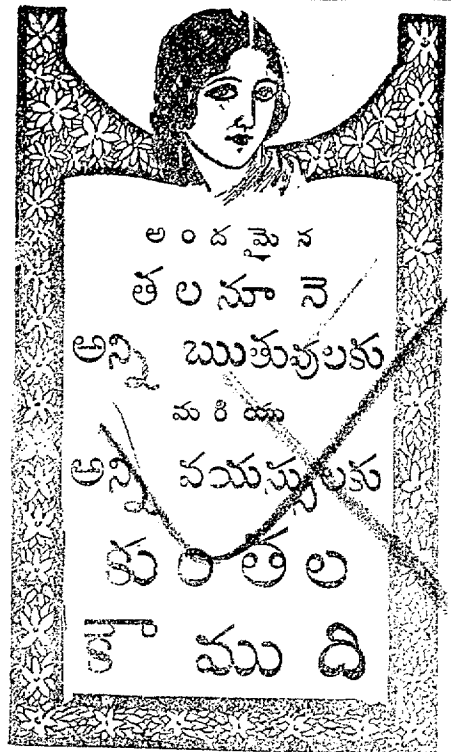 అందమైన
తలనూనె
అన్ని ఋతువులకు
మరియు
అన్ని వయస్సులకు
కుంతల
కౌముది